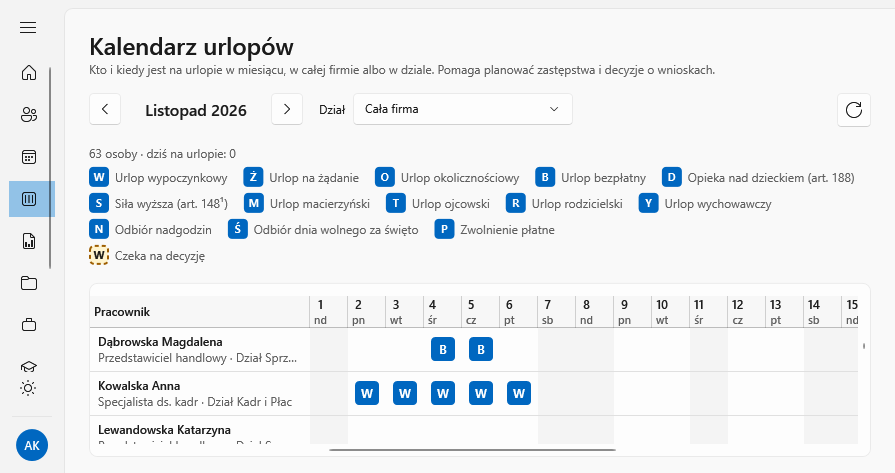 Kalendarz urlopów
Kto i kiedy jest na urlopie w miesiącu, w całej firmie albo w dziale. Pomaga planować zastępstwa i decyzje o wnioskach.
Listopad 2026 Dział Cała firma
63 osoby · dziś na urlopie: 0
W Urlop wypoczynkowy Ż Urlop na żądanie O Urlop okolicznościowy B Urlop bezpłatny D Opieka nad dzieckiem (art. 188)
S Siła wyższa (art. 148¹) M Urlop macierzyński T Urlop ojcowski R Urlop rodzicielski Y Urlop wychowawczy
N Odbiór nadgodzin Ś Odbiór dnia wolnego za święto P Zwolnienie płatne
W Czeka na decyzję
Pracownik 1 2 3 4 5 6 7 8 9 10 11 12 13 14 15
nd pn wt śr cz pt sb nd pn wt śr cz pt sb nd
Dąbrowska Magdalena B B
Przedstawiciel handlowy · Dział Sprz...
Kowalska Anna W W W W W
Specjalista ds. kadr · Dział Kadr i Płac
Lewandowska Katarzyna
AK